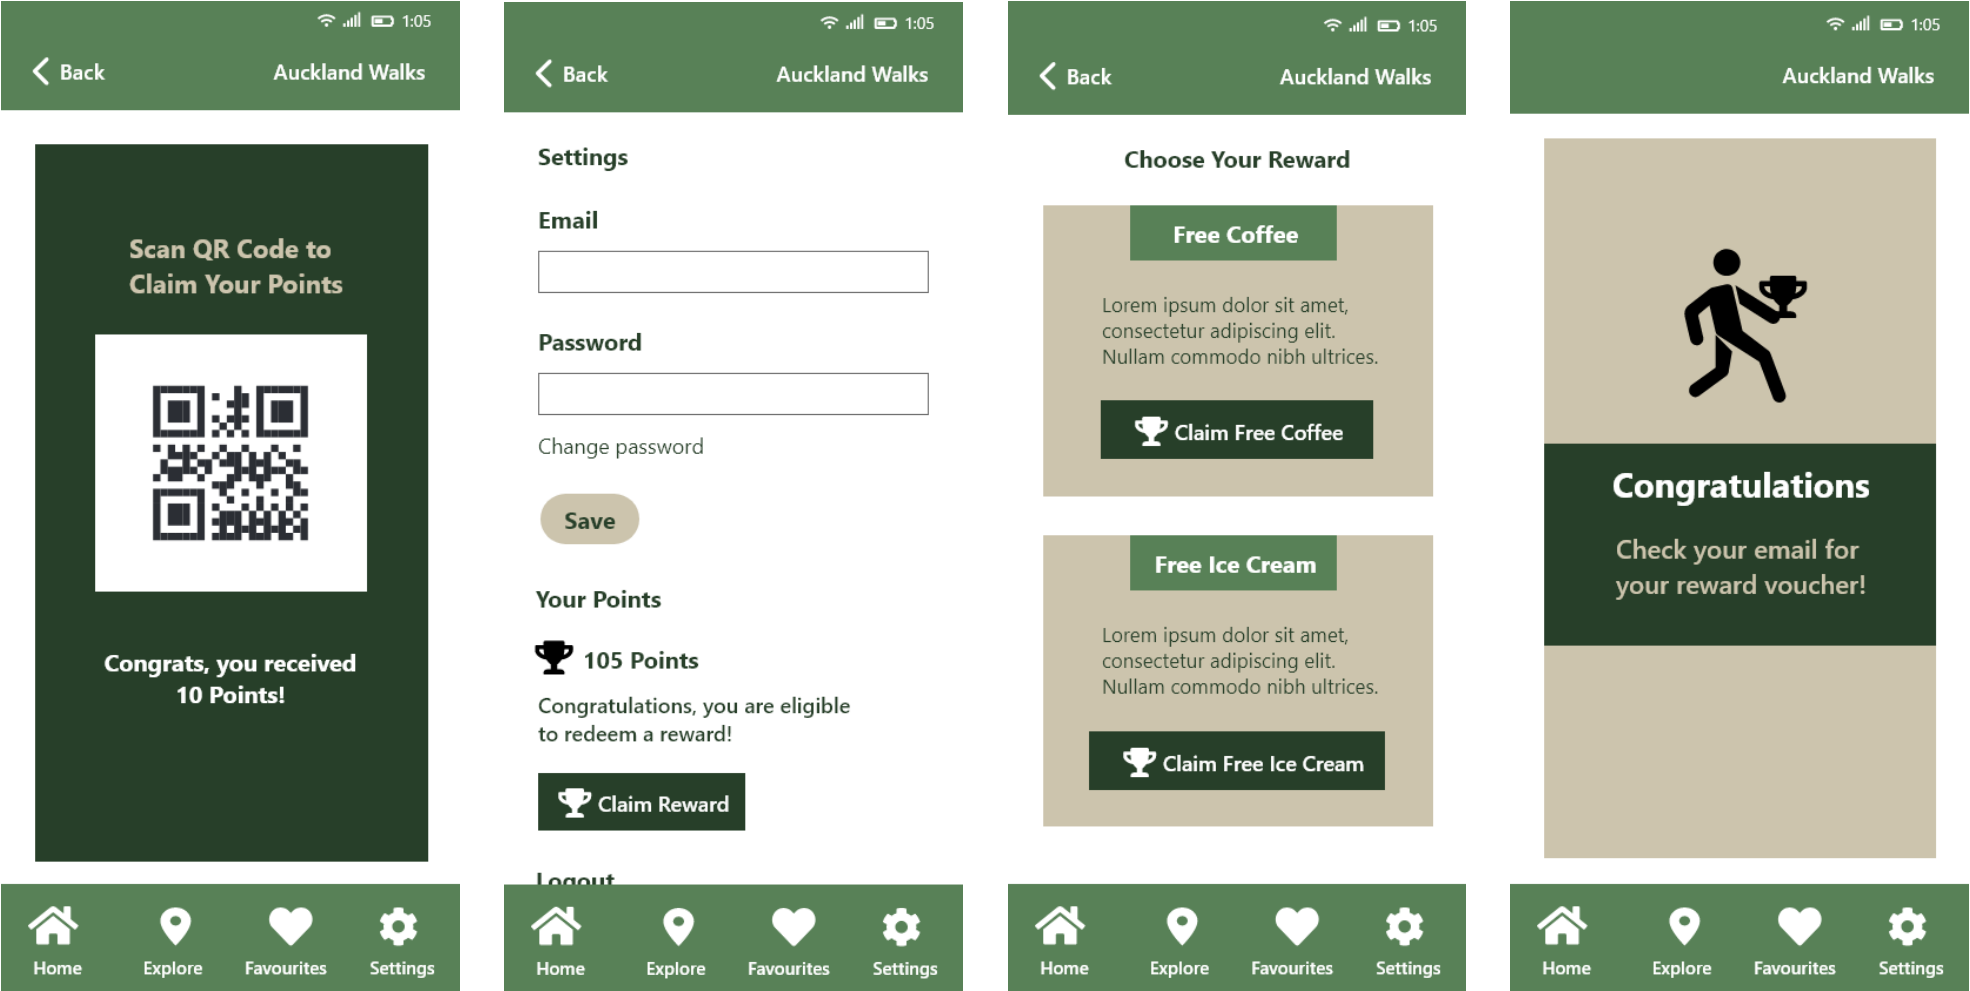 1:05
Back
Auckland Walks
Scan QR Code to
Claim Your Points
Congrats, you received
10 Points!
Home
Explore
Favourites
Settings
1:05
Back
Auckland Walks
Settings
Email
Password
Change password
Save
Your Points
105 Points
Congratulations, you are eligible
to redeem a reward!
Claim Reward
Logout
Home
Explore
Favourites
Settings
1:05
Back
Auckland Walks
Choose Your Reward
Free Coffee
Lorem ipsum dolor sit amet,
consectetur adipiscing elit.
Nullam commodo nibh ultrices.
Claim Free Coffee
Free Ice Cream
Lorem ipsum dolor sit amet,
consectetur adipiscing elit.
Nullam commodo nibh ultrices.
Claim Free Ice Cream
Home
Explore
Favourites
Settings
1:05
Auckland Walks
Congratulations
Check your email for
your reward voucher!
Home
Explore
Favourites
Settings